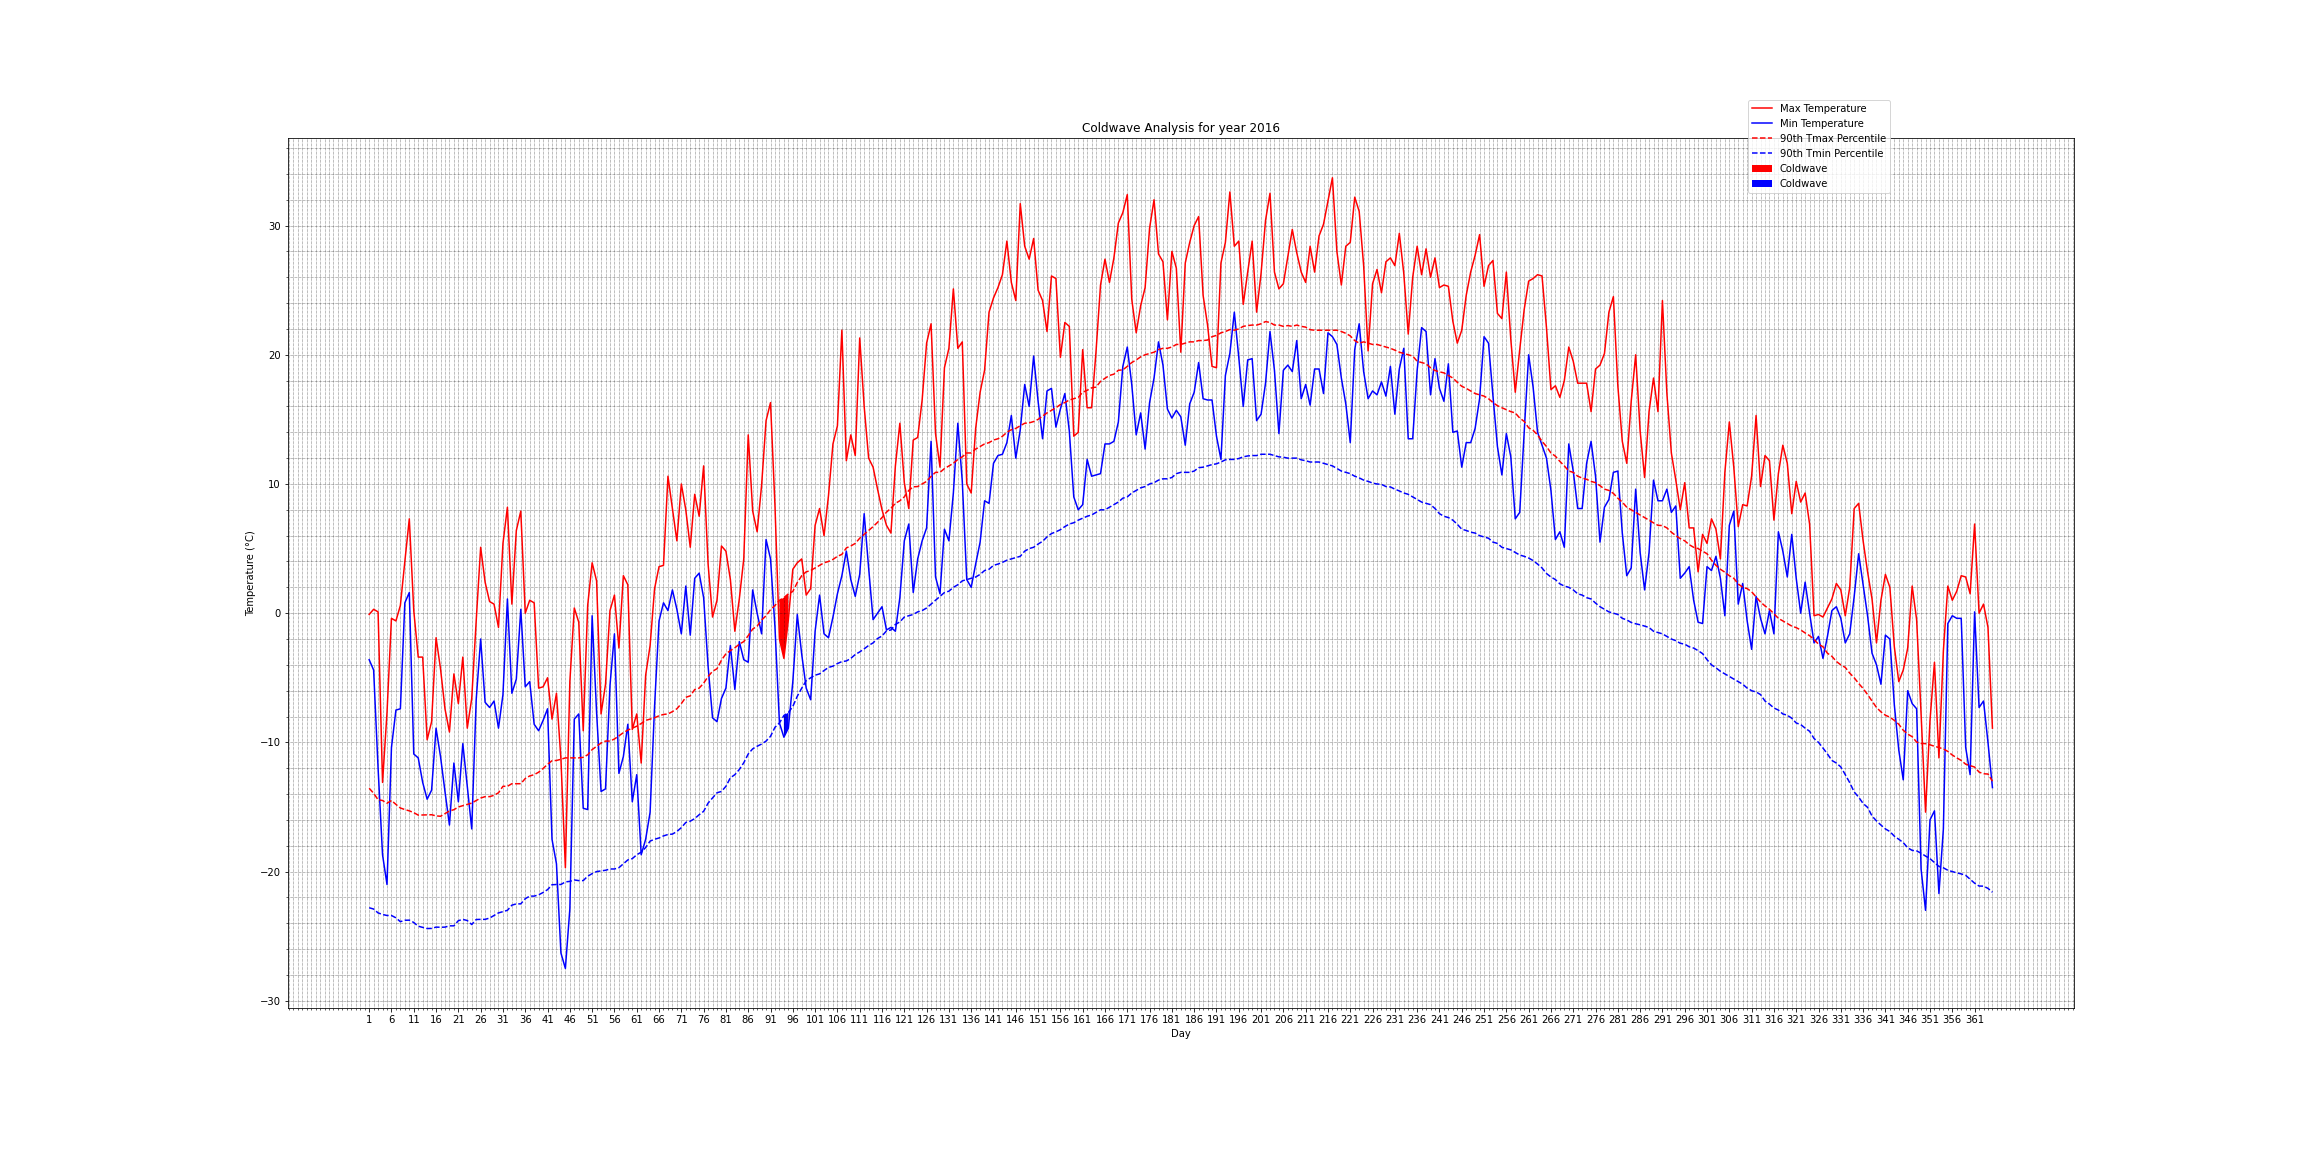 Coldwave Analysis for year 2016
Max Temperature
Min Temperature
90th Tmax Percentile
90th Tmin Percentile
Coldwave
Coldwave
Temperature (°C)
30
20
10
0
−10
−20
−30
1 6 11 16 21 26 31 36 41 46 51 56 61 66 71 76 81 86 91 96 101 106 111 116 121 126 131 136 141 146 151 156 161 166 171 176 181 186 191 196 201 206 211 216 221 226 231 236 241 246 251 256 261 266 271 276 281 286 291 296 301 306 311 316 321 326 331 336 341 346 351 356 361
Day